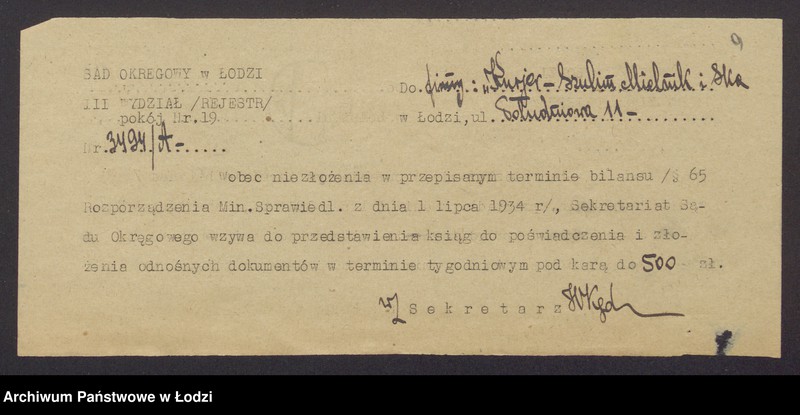 9
SAD OKRĘGOWY w ŁODZI
Do. firmy: "Kurjer – Szulim Mielnik i Ska
III WYDZIAŁ /REJESTR/
pokój Nr.19
w Łodzi, ul. Południowa 11 –
Nr. 3494/A –
Wobec niezłożenia w przepisanym terminie bilansu /§ 65
Rozporządzenia Min.Sprawiedl. z dnia 1 lipca 1934 r/., Sekretariat Są-
du Okręgowego wzywa do przedstawienia ksiąg do poświadczenia i zło-
żenia odnośnych dokumentów w terminie tygodniowym pod karą do 500 zł.
Sekretarz
Archiwum Państwowe w Łodzi